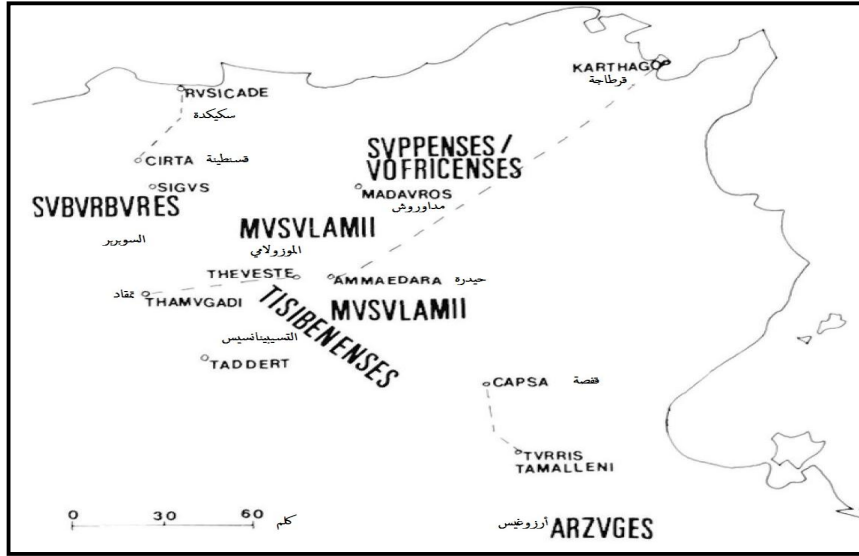 KARTHAGO
قرطاجة
RVSICADE
سكيكدة
SVPPENSES/
VOFRICENSES
CIRTA قسنطينة
SIGVS
MADAVROS
مداوروش
SVBVRBVRES
السوبربر
MVSVLAMII
الموزولامي
THEVESTE
AMMAEDARA حيدرة
تمقاد
THAMVGADI
TISIBENENSES
MVSVLAMII
التسيبينانسيس
TADDERT
CAPSA قفصة
TVRRIS
TAMALLENI
0 30 60 كلم
أرزوغيس ARZVGES